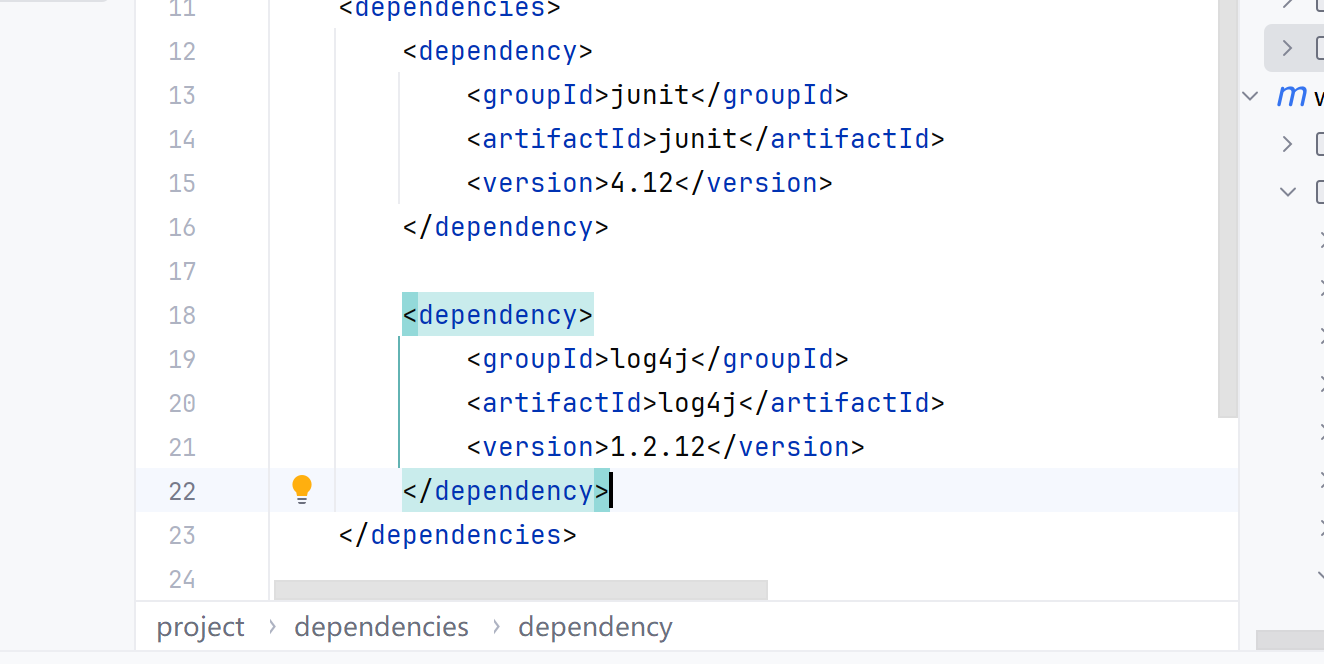 11 <dependencies>
12 <dependency>
13 <groupId>junit</groupId>
14 <artifactId>junit</artifactId>
15 <version>4.12</version>
16 </dependency>
17
18 <dependency>
19 <groupId>log4j</groupId>
20 <artifactId>log4j</artifactId>
21 <version>1.2.12</version>
22 </dependency>
23 </dependencies>
24
project > dependencies > dependency
m